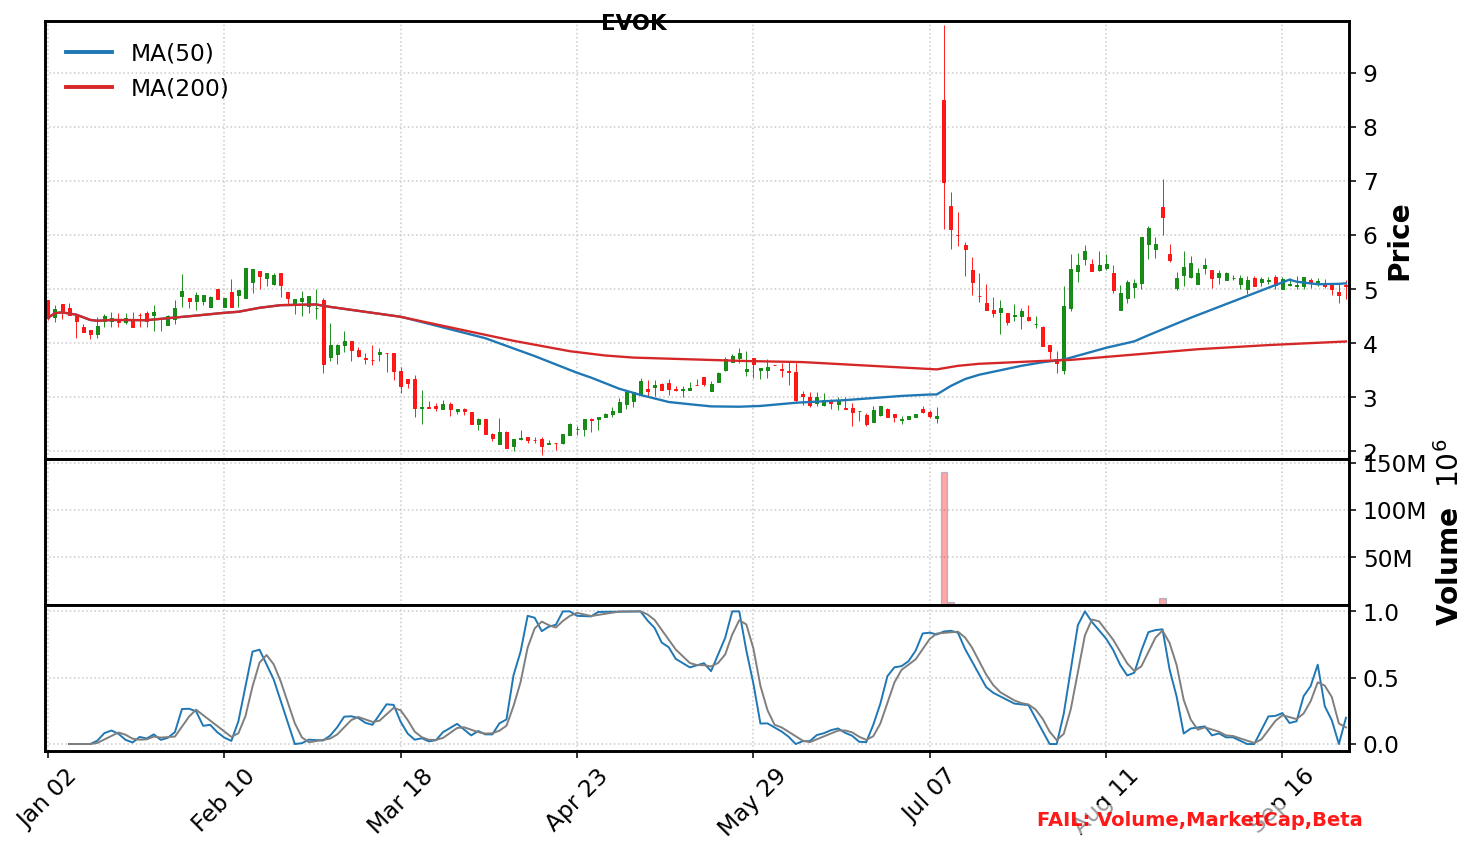 EVOK
MA(50)
MA(200)
9
8
7
6
5
4
3
2
Price
150M
100M
50M
Volume 10^6
1.0
0.5
0.0
Jan 02
Feb 10
Mar 18
Apr 23
May 29
Jul 07
Aug 11
Sep 16
FAIL: Volume,MarketCap,Beta